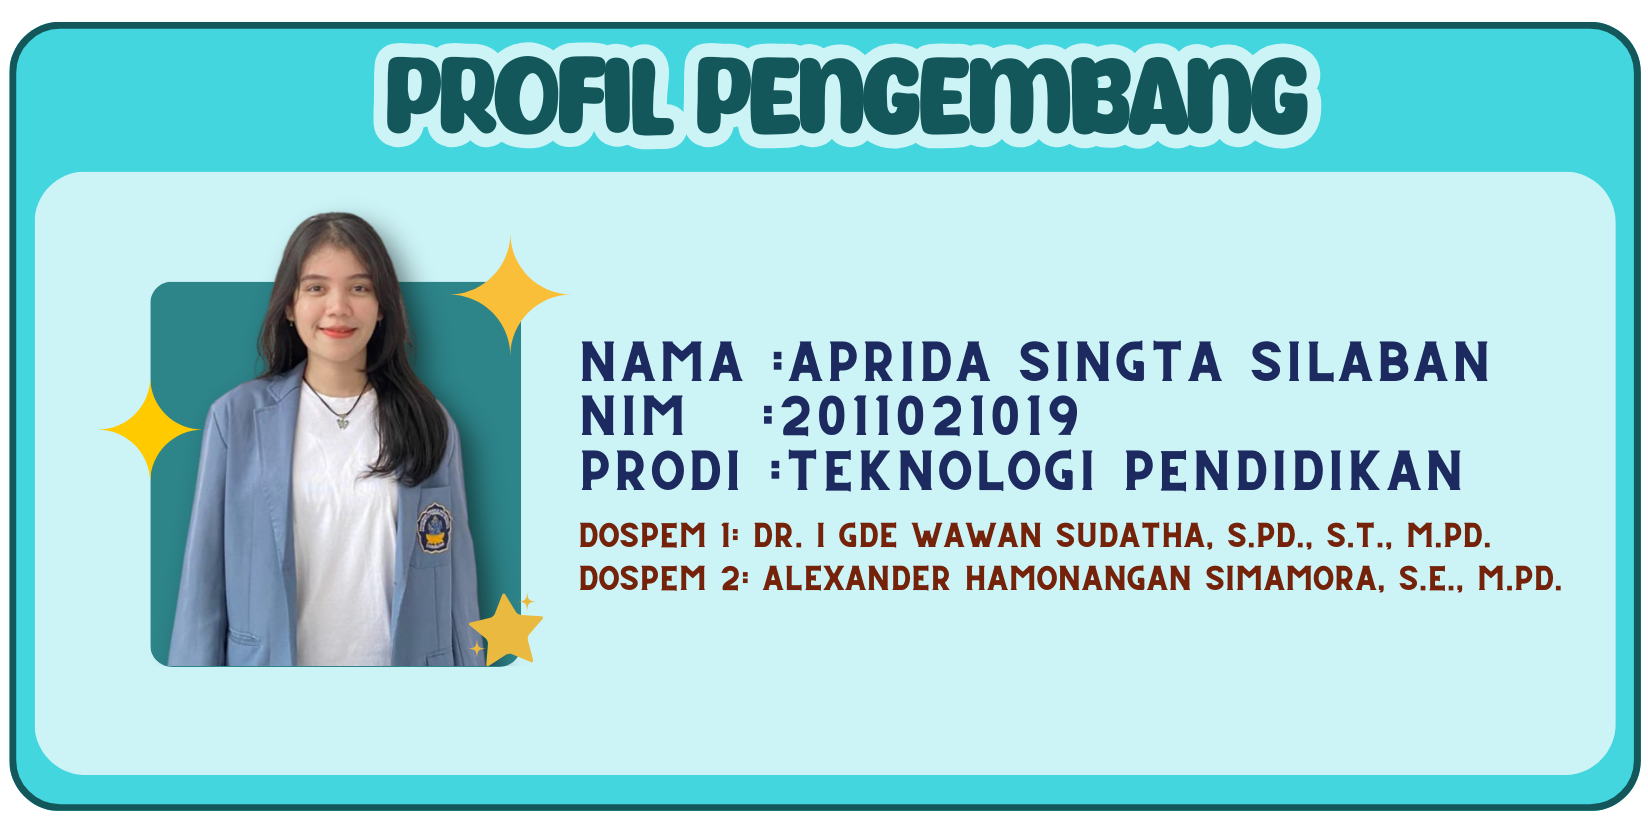 PROFIL PENGEMBANG
NAMA :APRIDA SINGTA SILABAN
NIM :2011021019
PRODI :TEKNOLOGI PENDIDIKAN
DOSPEM 1: DR. I GDE WAWAN SUDATHA, S.PD., S.T., M.PD.
DOSPEM 2: ALEXANDER HAMONANGAN SIMAMORA, S.E., M.PD.